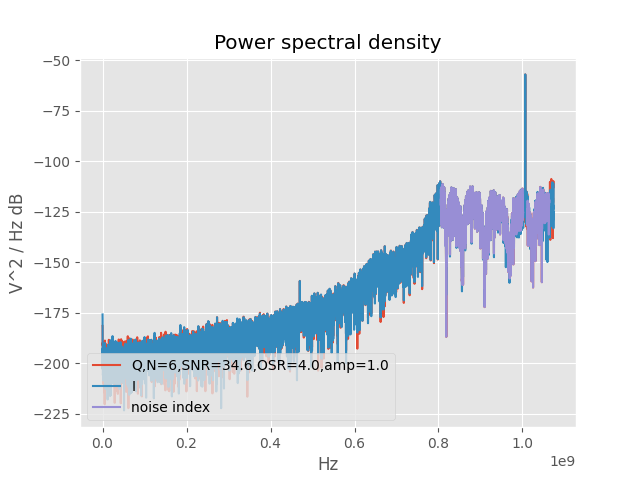 Power spectral density
−50
−75
−100
−125
−150
−175
−200
−225
V^2 / Hz dB
Q,N=6,SNR=34.6,OSR=4.0,amp=1.0
I
noise index
0.0 0.2 0.4 0.6 0.8 1.0
1e9
Hz